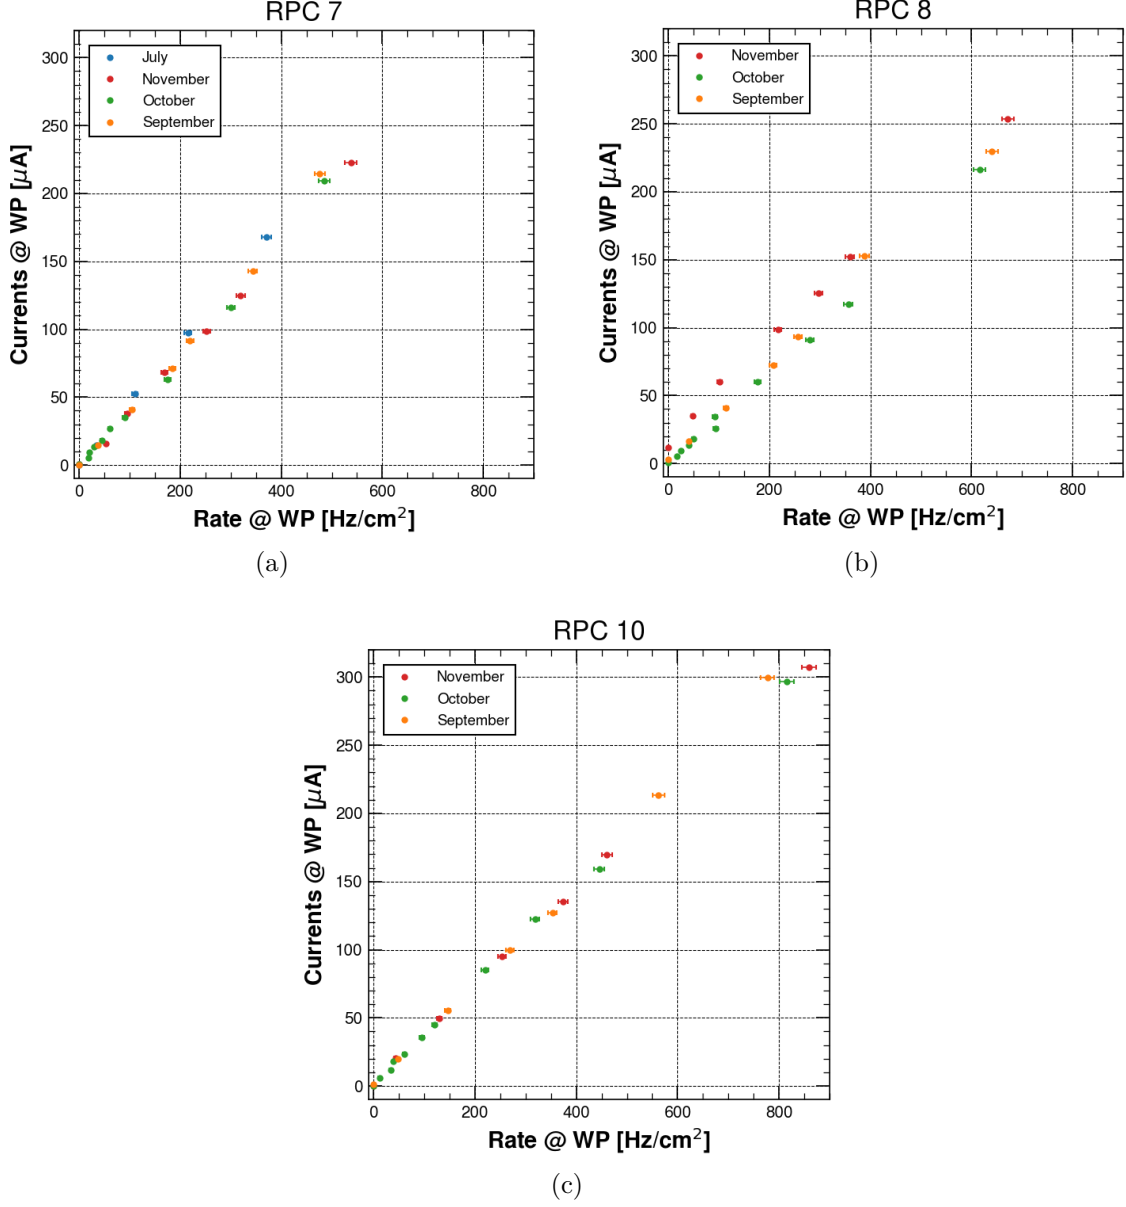 RPC 7
July
November
October
September
300
250
200
150
100
50
0
0 200 400 600 800
Currents @ WP [μA]
Rate @ WP [Hz/cm²]
(a)
RPC 8
November
October
September
300
250
200
150
100
50
0
0 200 400 600 800
Currents @ WP [μA]
Rate @ WP [Hz/cm²]
(b)
RPC 10
November
October
September
300
250
200
150
100
50
0
0 200 400 600 800
Currents @ WP [μA]
Rate @ WP [Hz/cm²]
(c)